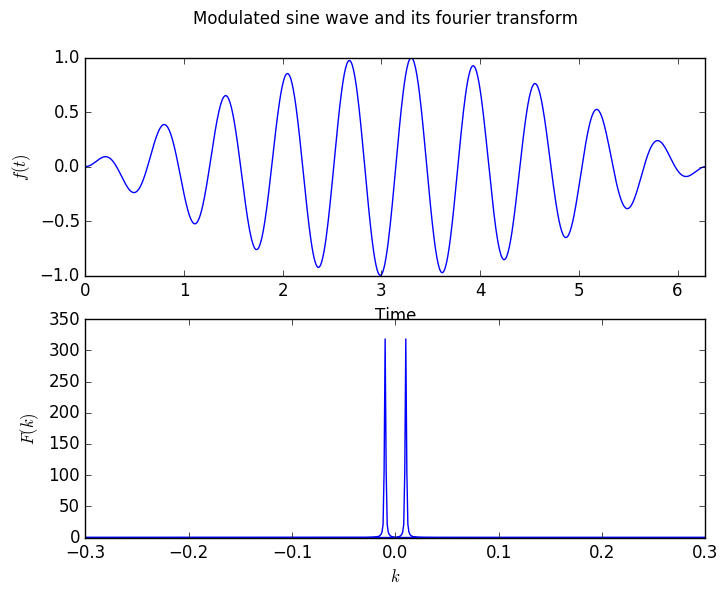 Modulated sine wave and its fourier transform
1.0
0.5
0.0
−0.5
−1.0
f(t)
0 1 2 3 4 5 6
Time
350
300
250
200
150
100
50
0
F(k)
−0.3 −0.2 −0.1 0.0 0.1 0.2 0.3
k